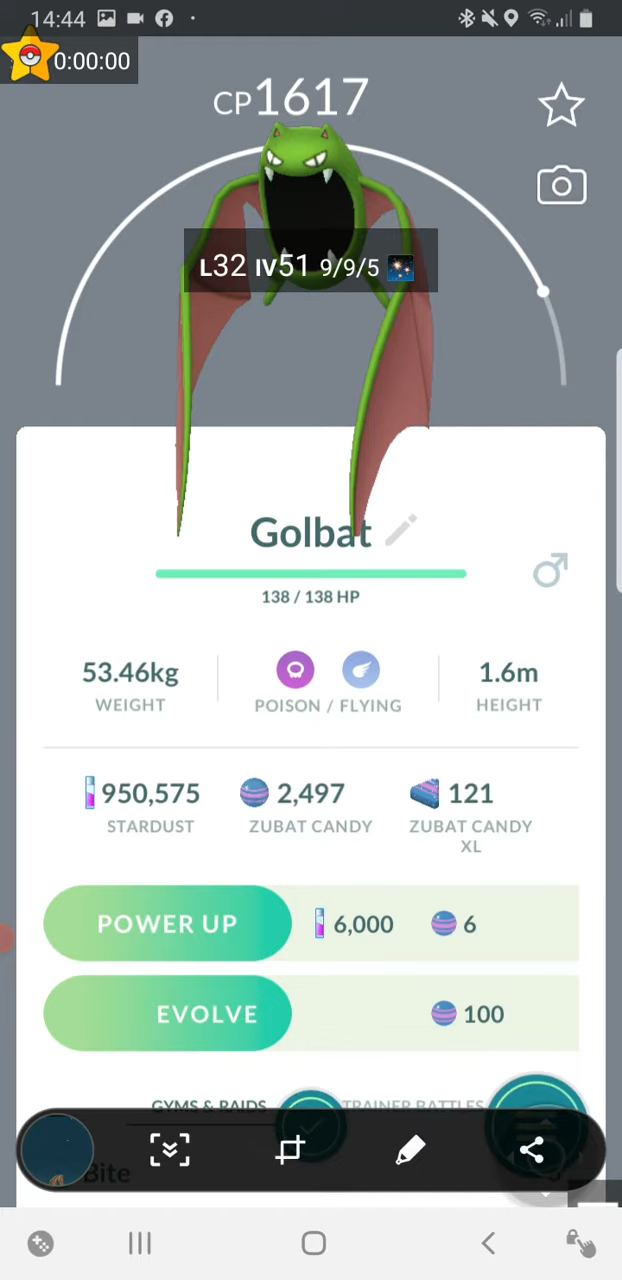 14:44
0:00:00
CP1617
L32 IV51 9/9/5
Golbat
138 / 138 HP
53.46kg
WEIGHT
POISON / FLYING
1.6m
HEIGHT
950,575
STARDUST
2,497
ZUBAT CANDY
121
ZUBAT CANDY
XL
POWER UP 6,000 6
EVOLVE 100
GYMS & RAIDS TRAINER BATTLES
Bite